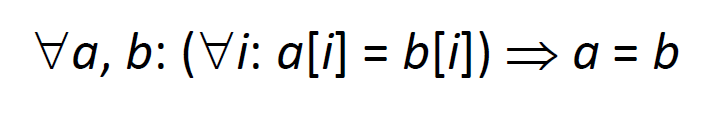 ∀a, b: (∀i: a[i] = b[i]) ⇒ a = b